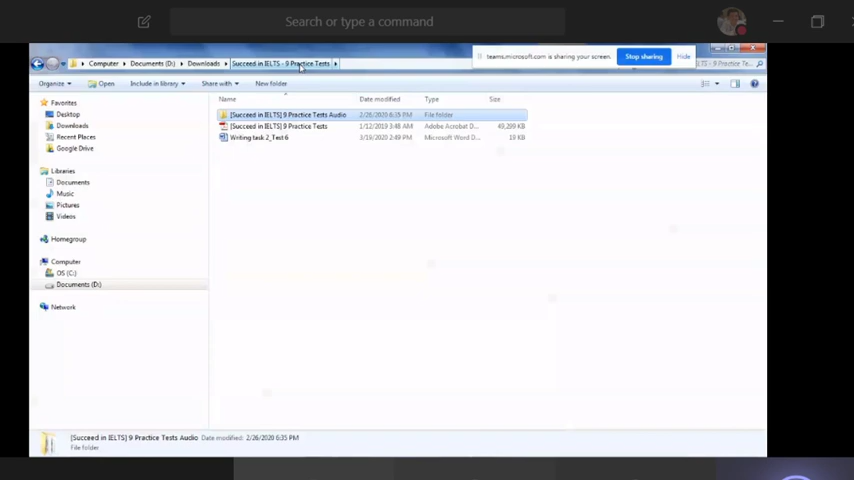 Search or type a command
Computer Documents (D:) Downloads Succeed in IELTS - 9 Practice Tests
teams.microsoft.com is sharing your screen. Stop sharing Hide
Organize Open Include in library Share with New folder
Name Date modified Type Size
Favorites
Desktop
Downloads
Recent Places
Google Drive
Libraries
Documents
Music
Pictures
Videos
Homegroup
Computer
OS (C:)
Documents (D:)
Network
[Succeed in IELTS] 9 Practice Tests Audio 2/26/2020 6:35 PM File folder
[Succeed in IELTS] 9 Practice Tests 1/12/2019 3:48 AM Adobe Acrobat D... 49,299 KB
Writing task 2_Test 6 3/19/2020 2:49 PM Microsoft Word D... 19 KB
[Succeed in IELTS] 9 Practice Tests Audio Date modified: 2/26/2020 6:35 PM
File folder